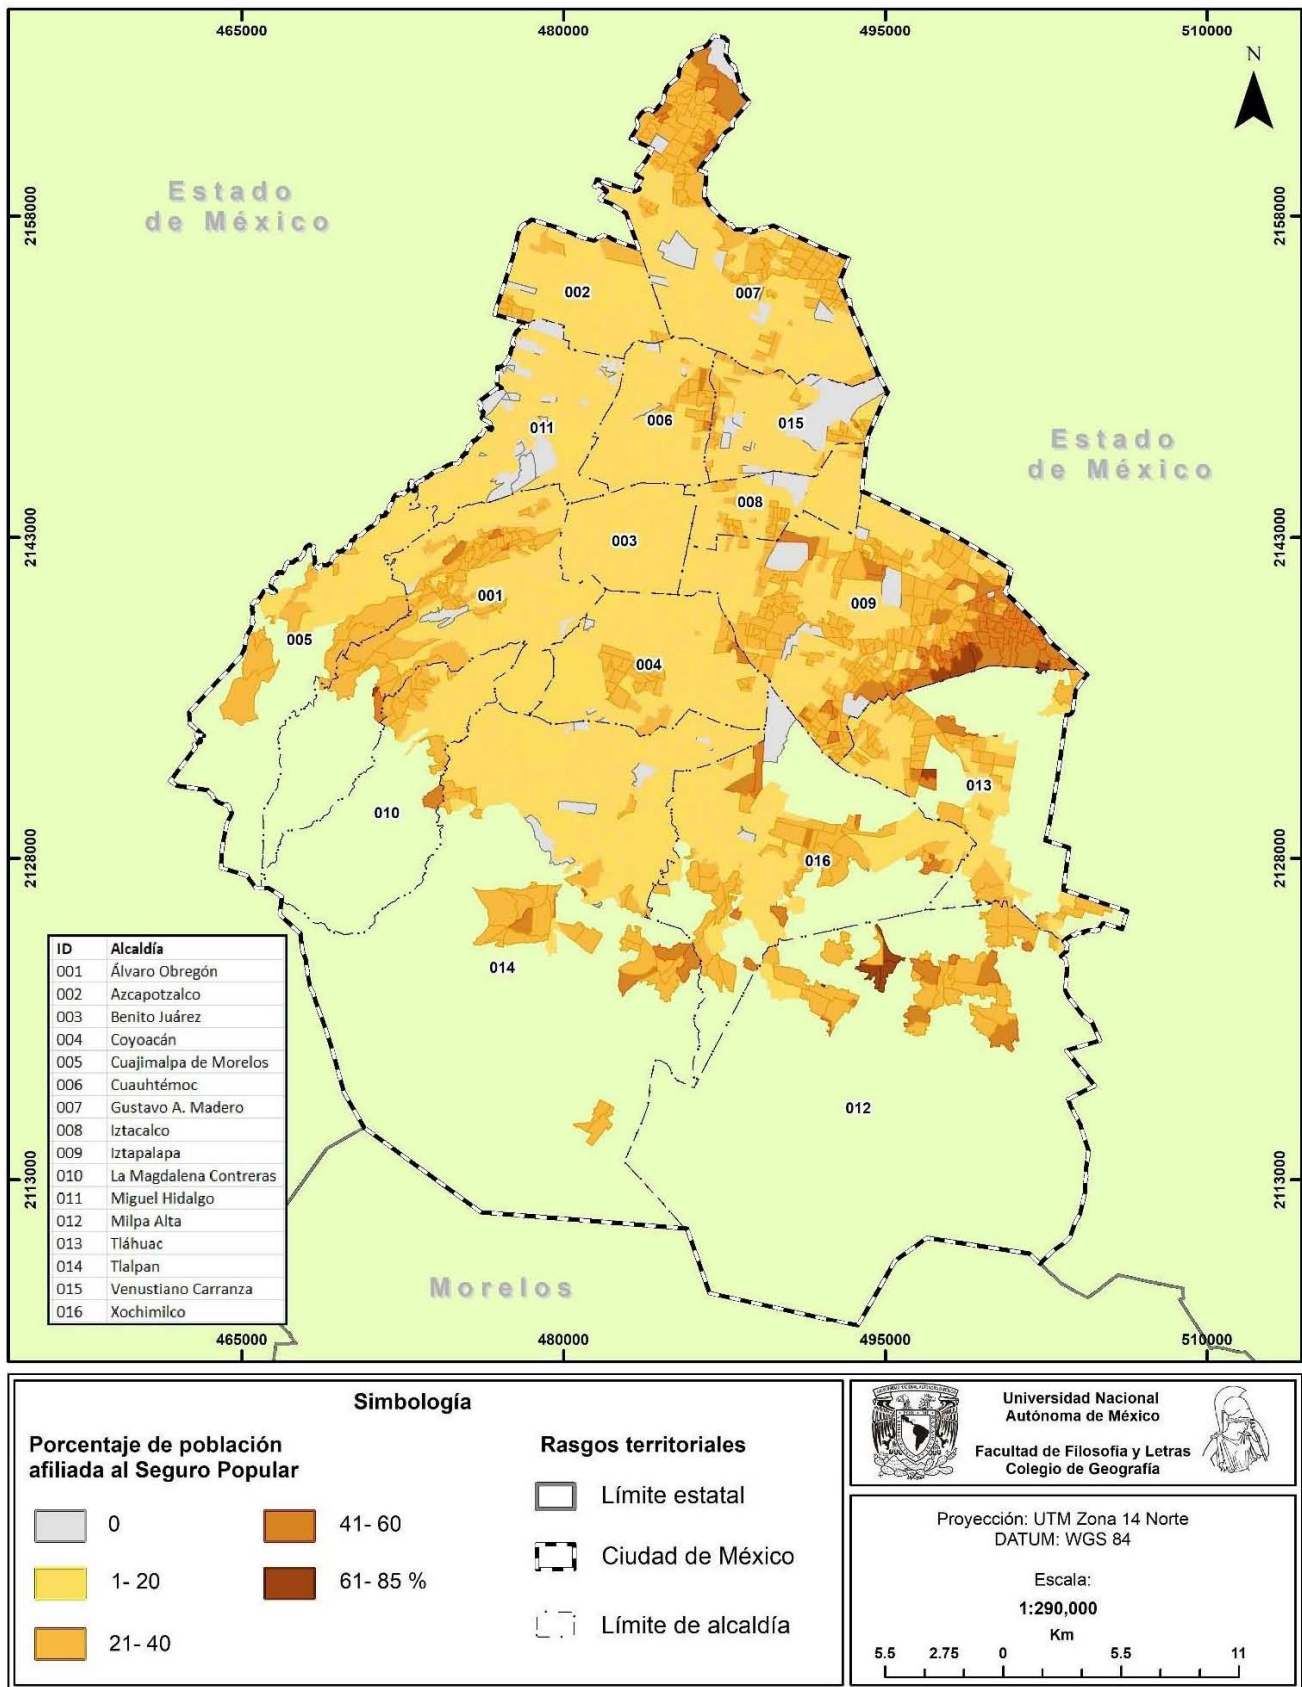 465000
480000
495000
510000
N
Estado
de México
2158000
2158000
002
007
006
015
011
Estado
de México
008
2143000
003
2143000
001
009
005
004
013
010
2128000
016
2128000
014
ID Alcaldía
001 Álvaro Obregón
002 Azcapotzalco
003 Benito Juárez
004 Coyoacán
005 Cuajimalpa de Morelos
006 Cuauhtémoc
007 Gustavo A. Madero
008 Iztacalco
009 Iztapalapa
010 La Magdalena Contreras
011 Miguel Hidalgo
012 Milpa Alta
013 Tláhuac
014 Tlalpan
015 Venustiano Carranza
016 Xochimilco
012
2113000
2113000
Morelos
465000
480000
495000
510000
Simbología
Porcentaje de población
afiliada al Seguro Popular
0
1- 20
21- 40
41- 60
61- 85 %
Rasgos territoriales
Límite estatal
Ciudad de México
Límite de alcaldía
Universidad Nacional
Autónoma de México
Facultad de Filosofía y Letras
Colegio de Geografía
Proyección: UTM Zona 14 Norte
DATUM: WGS 84
Escala:
1:290,000
Km
5.5 2.75 0 5.5 11